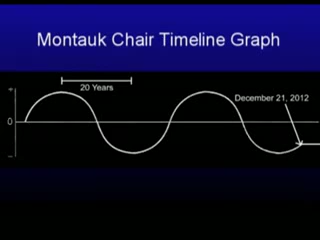 Montauk Chair Timeline Graph
20 Years
December 21, 2012
+
0
-